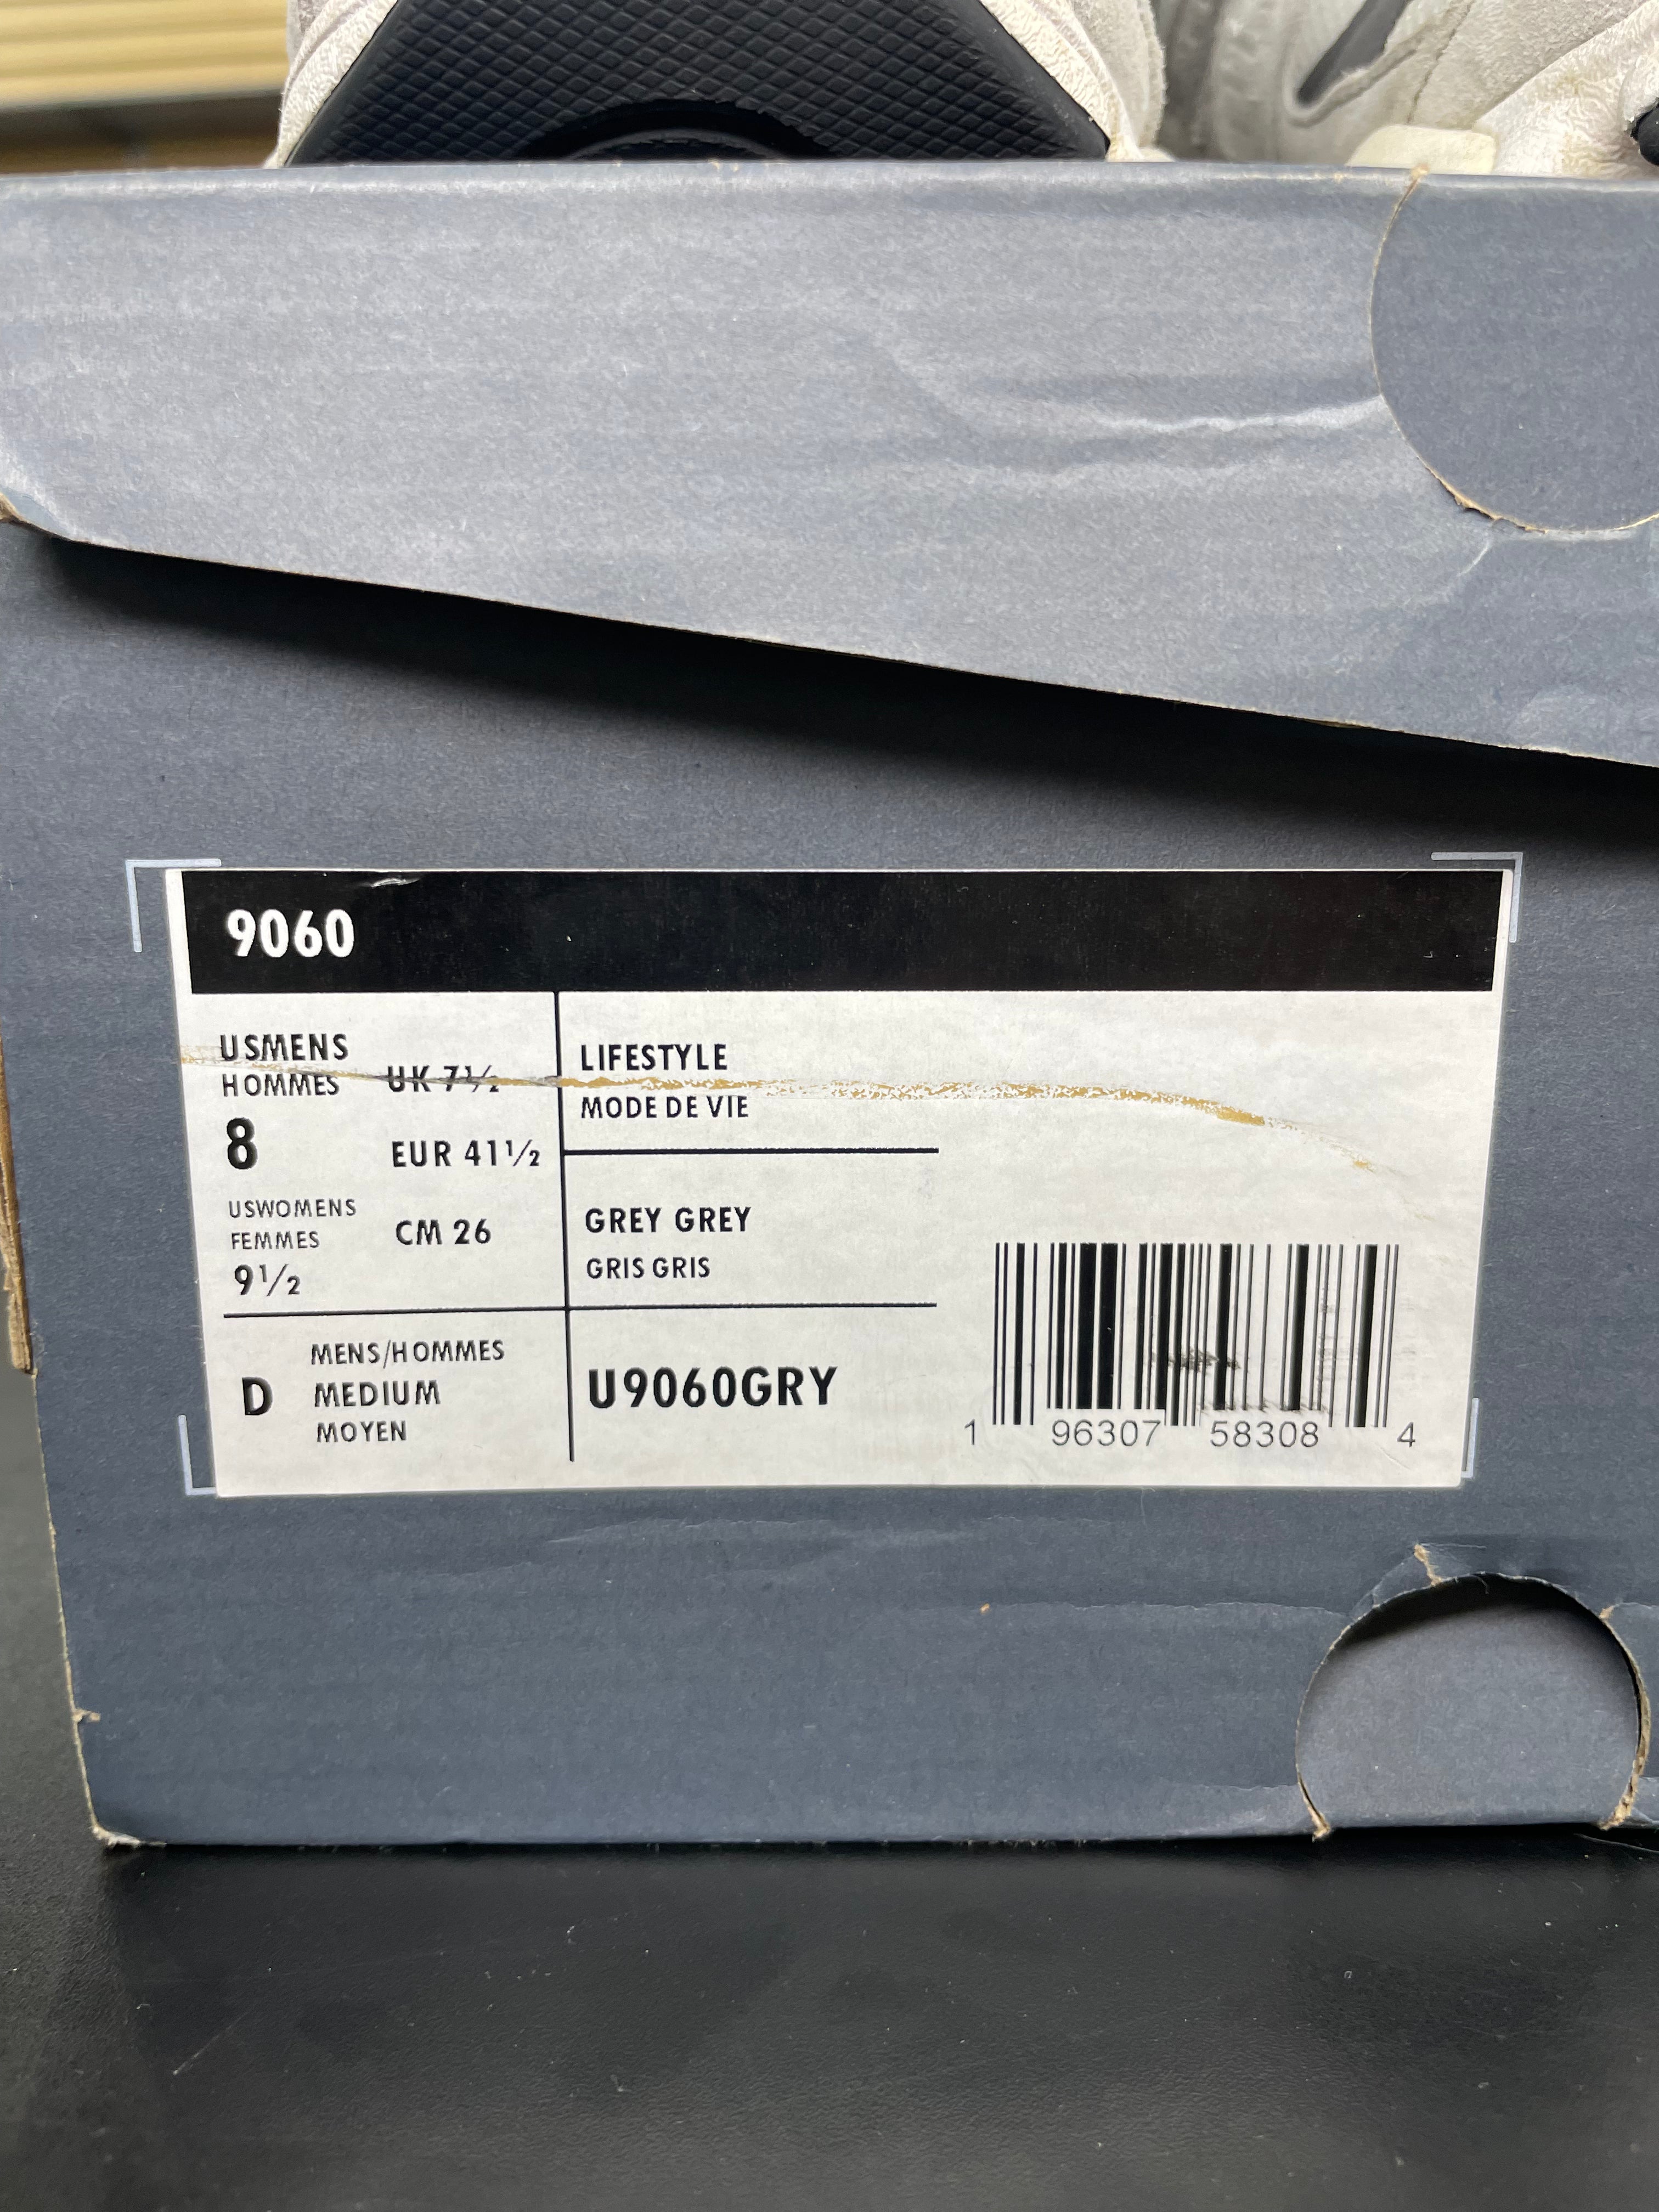 9060
USMENS
HOMMES
8
UK 7½
EUR 41½
CM 26
USWOMENS
FEMMES
9½
D
MENS/HOMMES
MEDIUM
MOYEN
LIFESTYLE
MODE DE VIE
GREY GREY
GRIS GRIS
U9060GRY
1 96307 58308 4